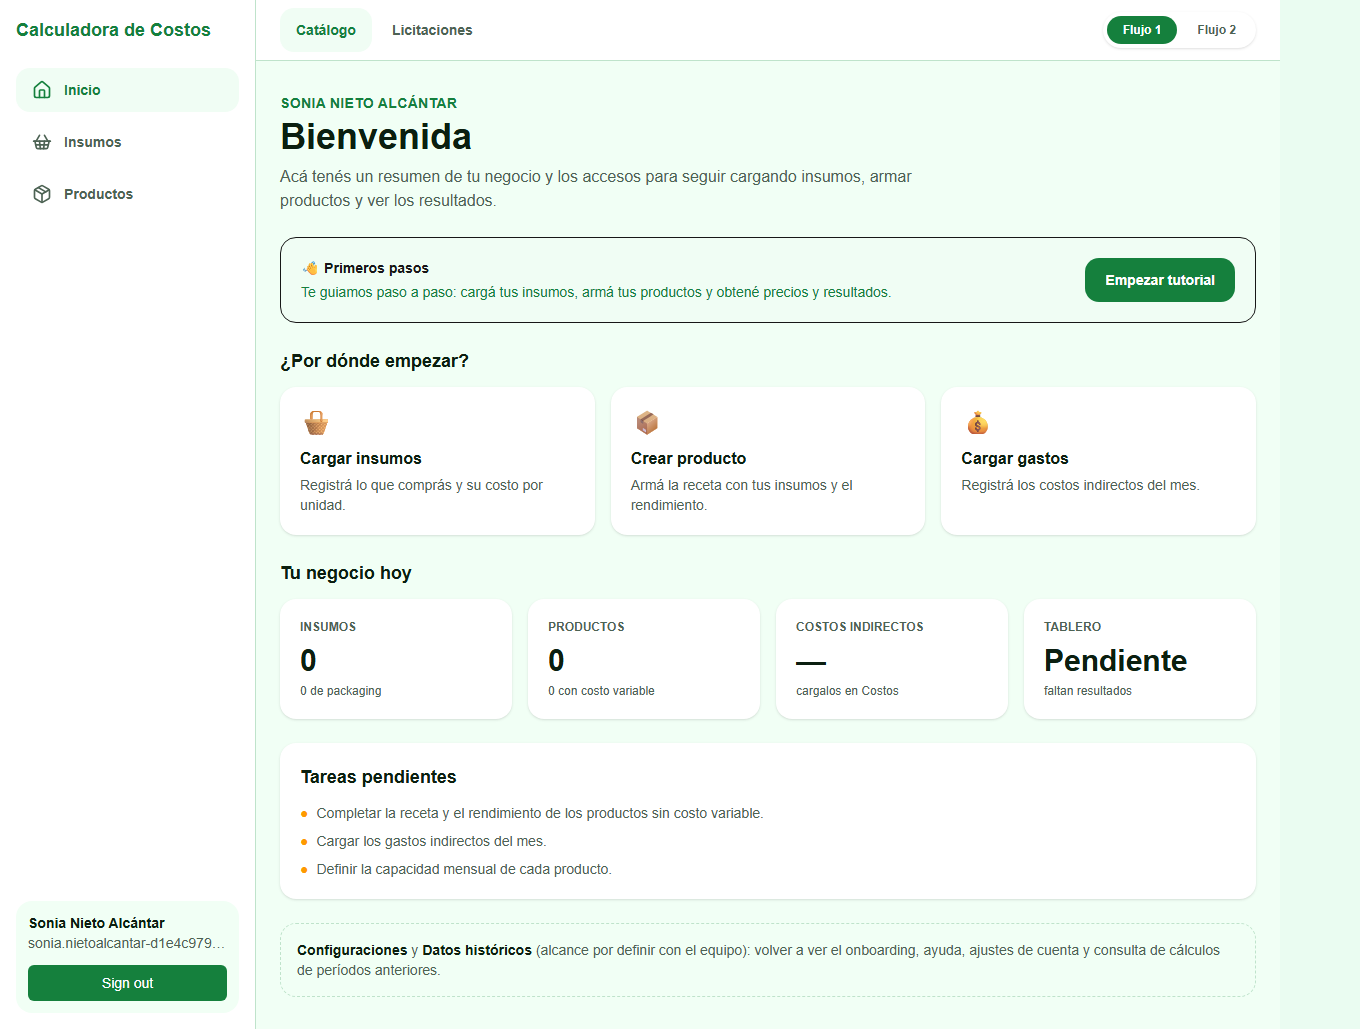 Calculadora de Costos
Inicio
Insumos
Productos
Catálogo
Licitaciones
Flujo 1
Flujo 2
SONIA NIETO ALCÁNTAR
Bienvenida
Acá tenés un resumen de tu negocio y los accesos para seguir cargando insumos, armar
productos y ver los resultados.
Primeros pasos
Te guiamos paso a paso: cargá tus insumos, armá tus productos y obtené precios y resultados.
Empezar tutorial
¿Por dónde empezar?
Cargar insumos
Registrá lo que comprás y su costo por
unidad.
Crear producto
Armá la receta con tus insumos y el
rendimiento.
Cargar gastos
Registrá los costos indirectos del mes.
Tu negocio hoy
INSUMOS
0
0 de packaging
PRODUCTOS
0
0 con costo variable
COSTOS INDIRECTOS
—
cargalos en Costos
TABLERO
Pendiente
faltan resultados
Tareas pendientes
Completar la receta y el rendimiento de los productos sin costo variable.
Cargar los gastos indirectos del mes.
Definir la capacidad mensual de cada producto.
Configuraciones y Datos históricos (alcance por definir con el equipo): volver a ver el onboarding, ayuda, ajustes de cuenta y consulta de cálculos
de períodos anteriores.
Sonia Nieto Alcántar
sonia.nietoalcantar-d1e4c979...
Sign out